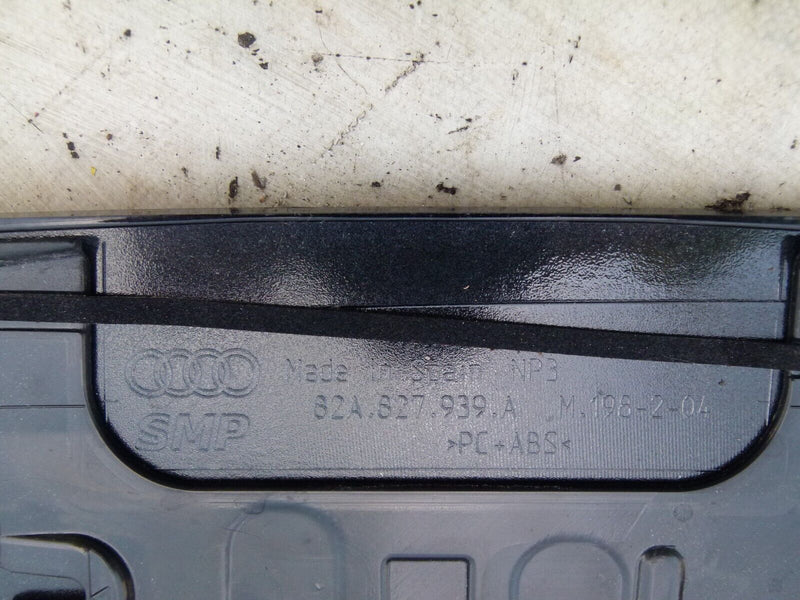 Made in Spain NP3
82A.827.939.A M.198-2-04
SMP
>PC+ABS<